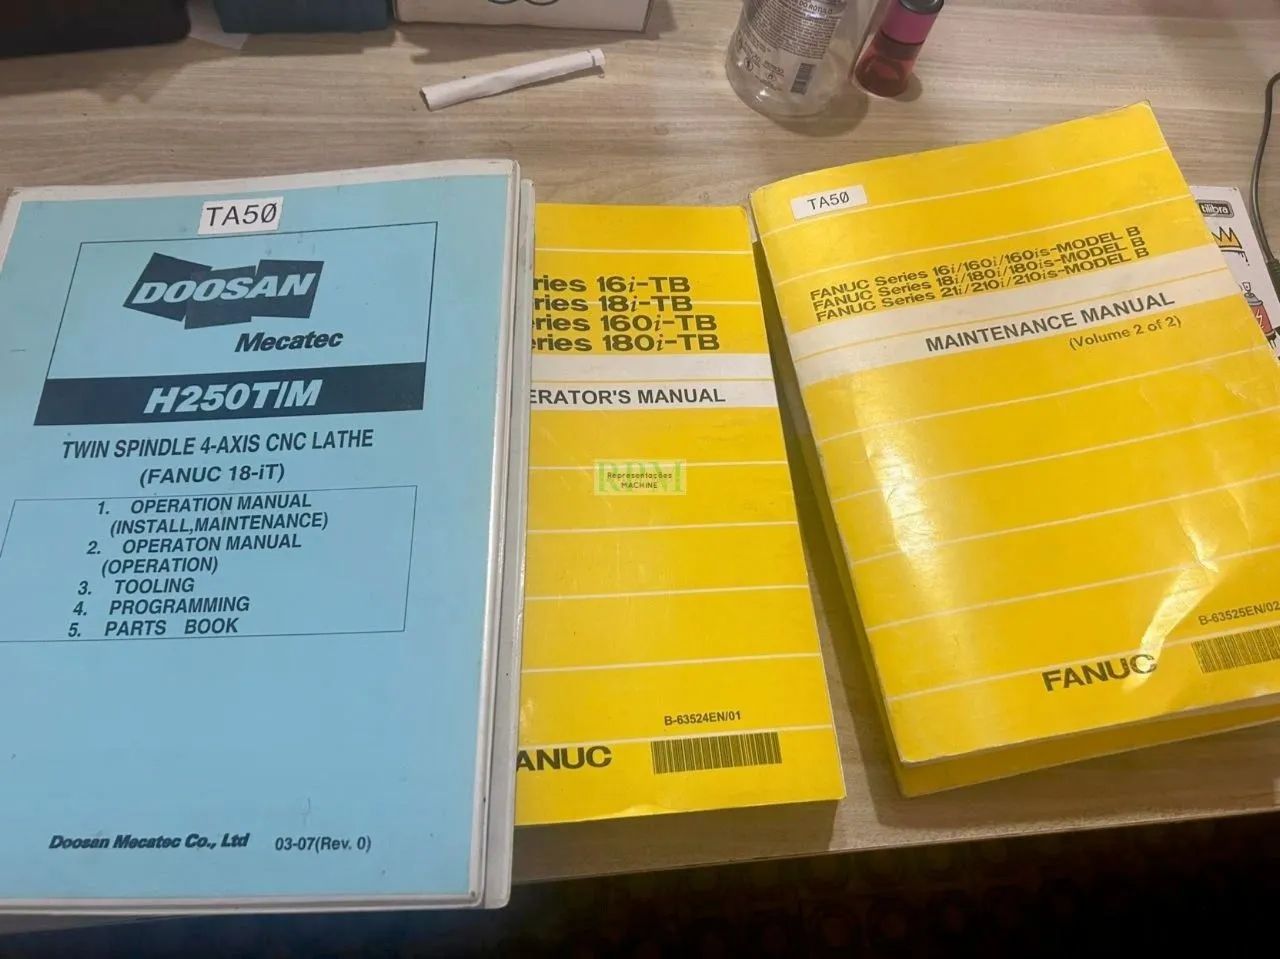 TA50
DOOSAN
Mecatec
H250T/M
TWIN SPINDLE 4-AXIS CNC LATHE
(FANUC 18-iT)
1. OPERATION MANUAL
(INSTALL,MAINTENANCE)
2. OPERATON MANUAL
(OPERATION)
3. TOOLING
4. PROGRAMMING
5. PARTS BOOK
Doosan Mecatec Co., Ltd 03-07(Rev. 0)
ries 16i-TB
ries 18i-TB
eries 160i-TB
eries 180i-TB
ERATOR'S MANUAL
RPM
Representações
MACHINE
B-63524EN/01
ANUC
TA50
FANUC Series 16i/160i/160is-MODEL B
FANUC Series 18i/180i/180is-MODEL B
FANUC Series 21i/210i/210is-MODEL B
MAINTENANCE MANUAL
(Volume 2 of 2)
B-63525EN/02
FANUC
tilibra